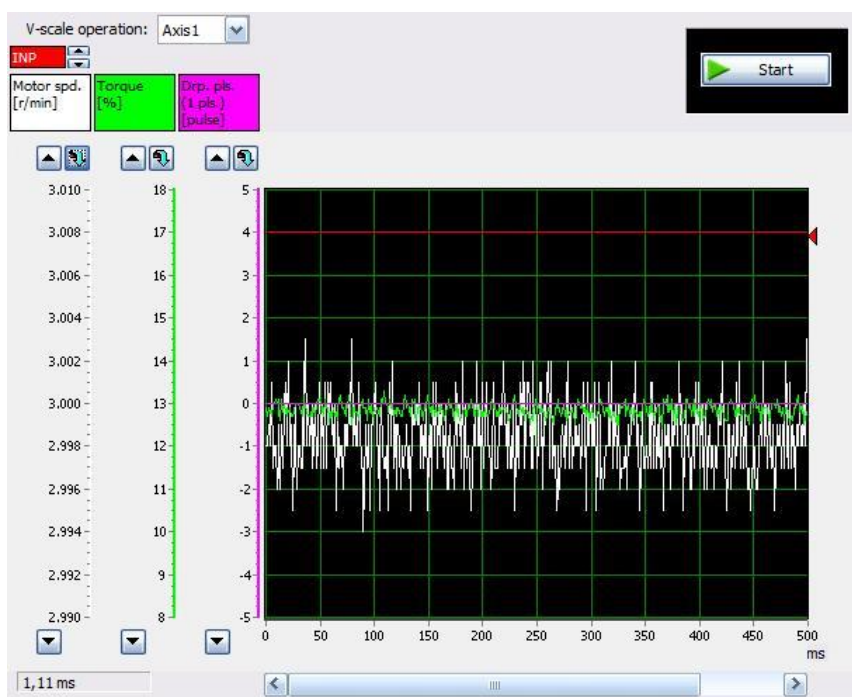 V-scale operation: Axis1
Start
INP
Motor spd. [r/min]
Torque [%]
Drp. pls. (1 pls.) [pulse]
3.010 18 5
3.008 17 4
3.006 16 3
3.004 15 2
3.002 14 1
3.000 13 0
2.998 12 -1
2.996 11 -2
2.994 10 -3
2.992 9 -4
2.990 8 -5
0 50 100 150 200 250 300 350 400 450 500
ms
1,11 ms